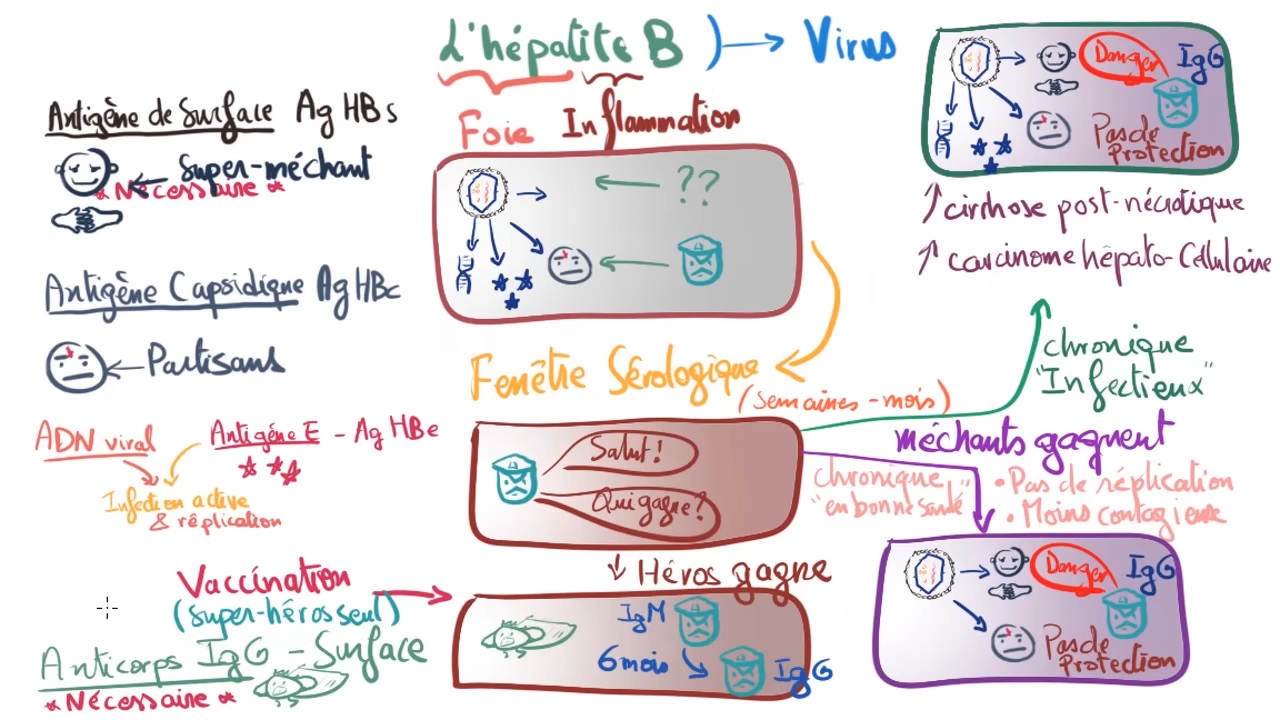 L'hépatite B ) → Virus
Foie Inflammation
Antigène de Surface Ag HBs
Super-méchant
* Nécessaire *
Antigène Capsidique Ag HBc
Partisans
ADN viral
Antigène E - Ag HBe
Infection active
& réplication
Vaccination
(super-héros seul)
Anticorps IgG - Surface
* Nécessaire *
??
Fenêtre Sérologique
(semaines - mois)
Salut!
Qui gagne?
↓ Héros gagne
IgM
6 mois
IgG
Danger
IgG
Pas de
Protection
↑ cirrhose post-nécrotique
↑ carcinome hépato-cellulaire
chronique
"Infectieux"
méchants gagnent
chronique
"en bonne santé"
• Pas de réplication
• Moins contagieux
Danger
IgG
Pas de
Protection